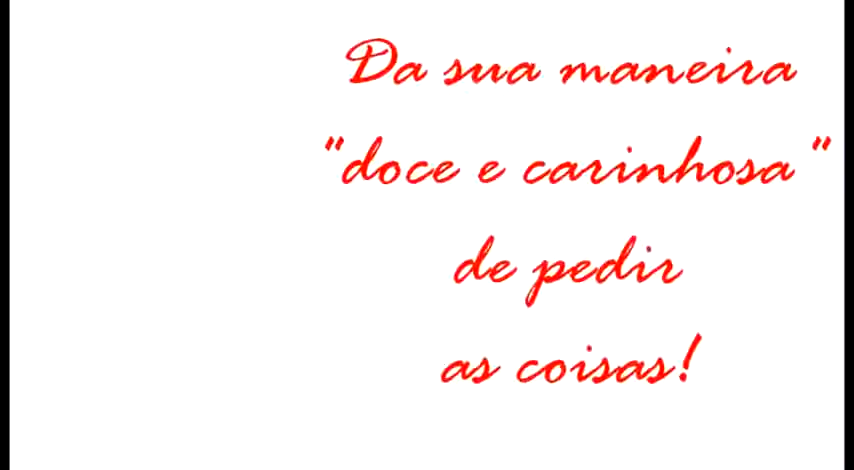 Da sua maneira
"doce e carinhosa"
de pedir
as coisas!